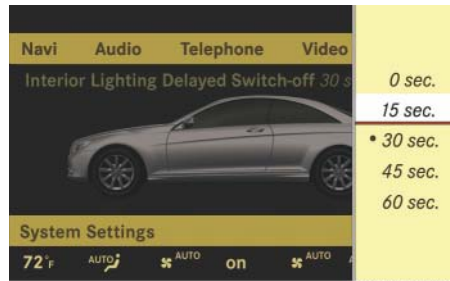 Navi Audio Telephone Video
Interior Lighting Delayed Switch-off 30 s
0 sec.
15 sec.
• 30 sec.
45 sec.
60 sec.
System Settings
72°F AUTO AUTO on AUTO